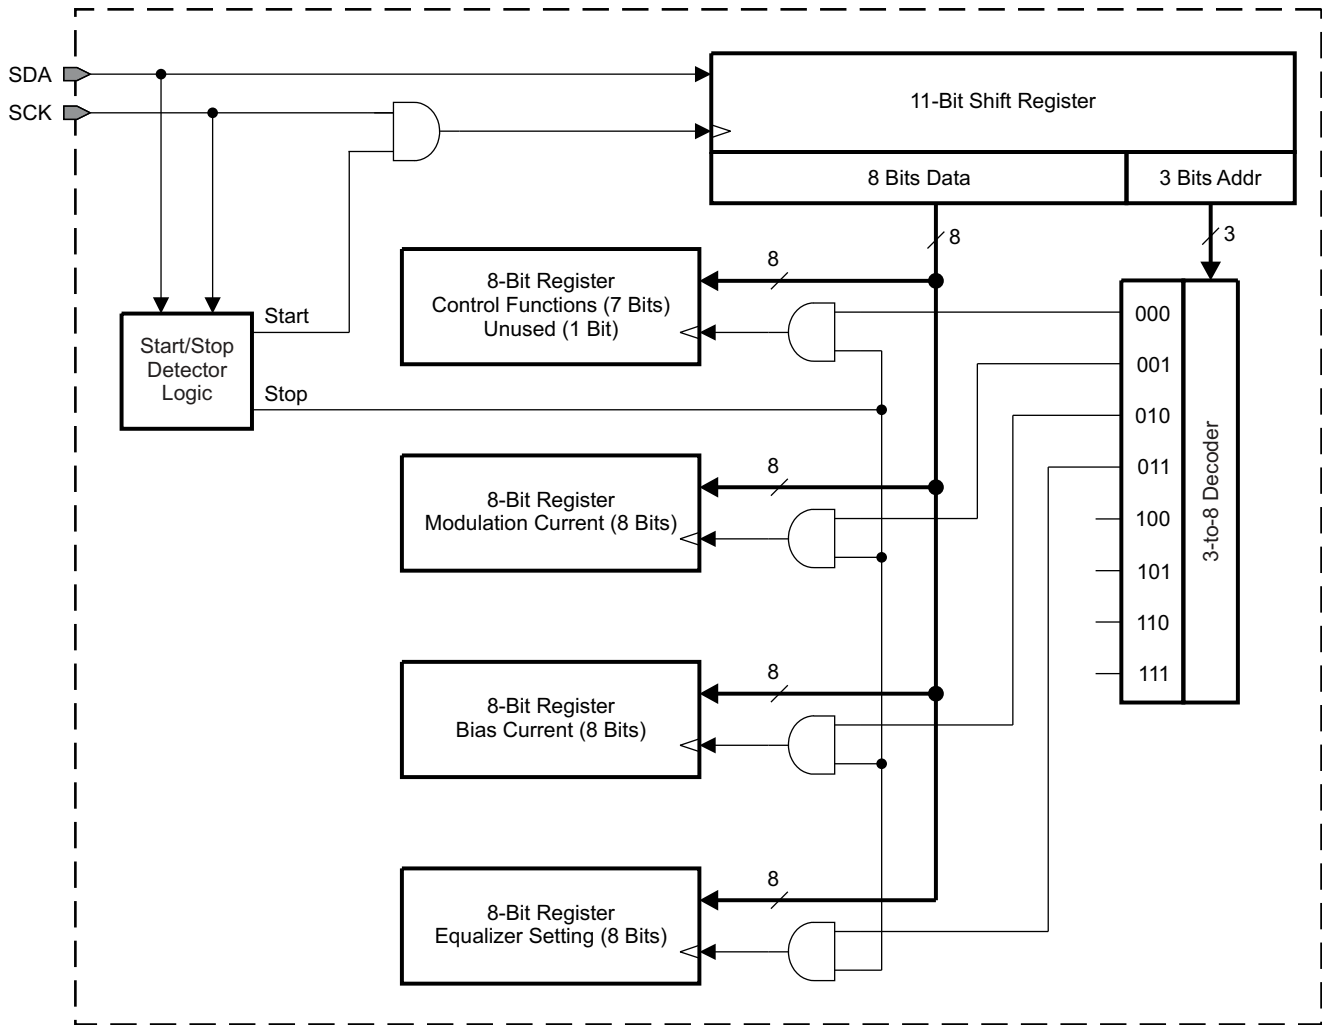 SDA
SCK
11-Bit Shift Register
8 Bits Data
3 Bits Addr
8
3
8
8-Bit Register
Control Functions (7 Bits)
Unused (1 Bit)
Start
Start/Stop
Detector
Logic
Stop
000
001
010
011
100
101
110
111
3-to-8 Decoder
8
8-Bit Register
Modulation Current (8 Bits)
8
8-Bit Register
Bias Current (8 Bits)
8
8-Bit Register
Equalizer Setting (8 Bits)